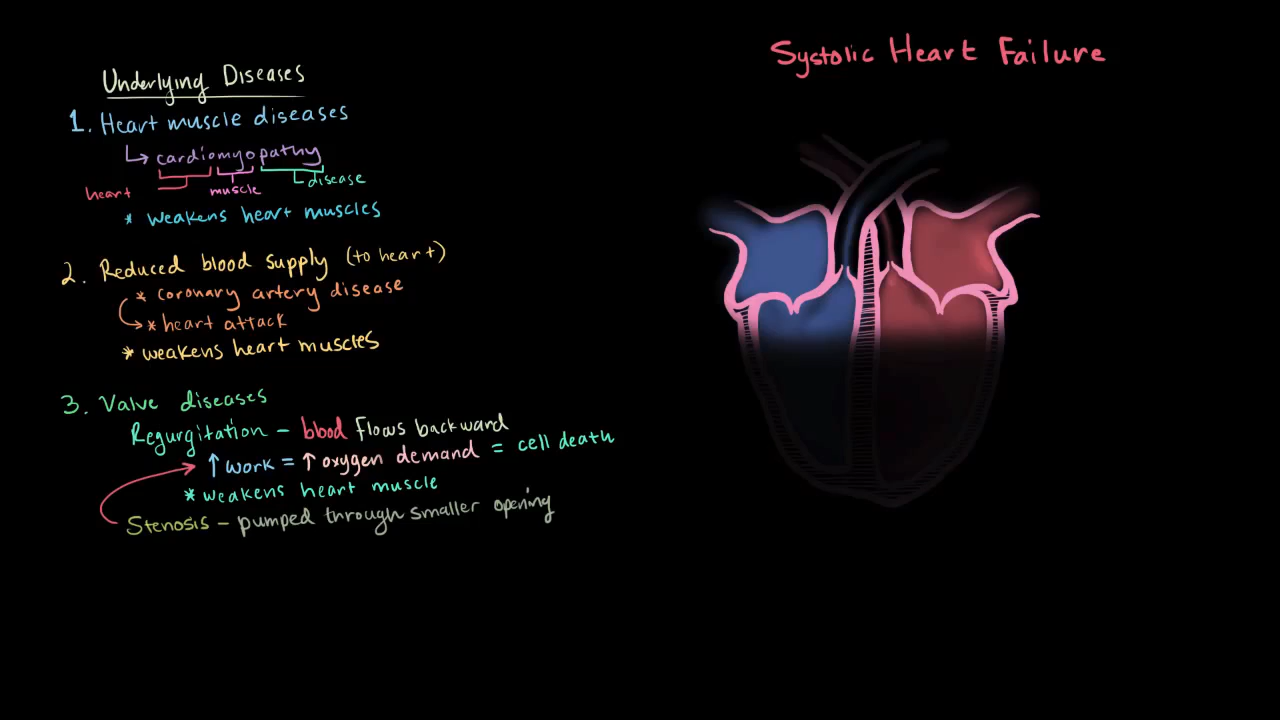 Systolic Heart Failure
Underlying Diseases
1. Heart muscle diseases
↳ cardiomyopathy
heart muscle disease
* weakens heart muscles
2. Reduced blood supply (to heart)
* coronary artery disease
* heart attack
* weakens heart muscles
3. Valve diseases
Regurgitation - blood flows backward
↑ work = ↑ oxygen demand = cell death
* weakens heart muscle
Stenosis - pumped through smaller opening